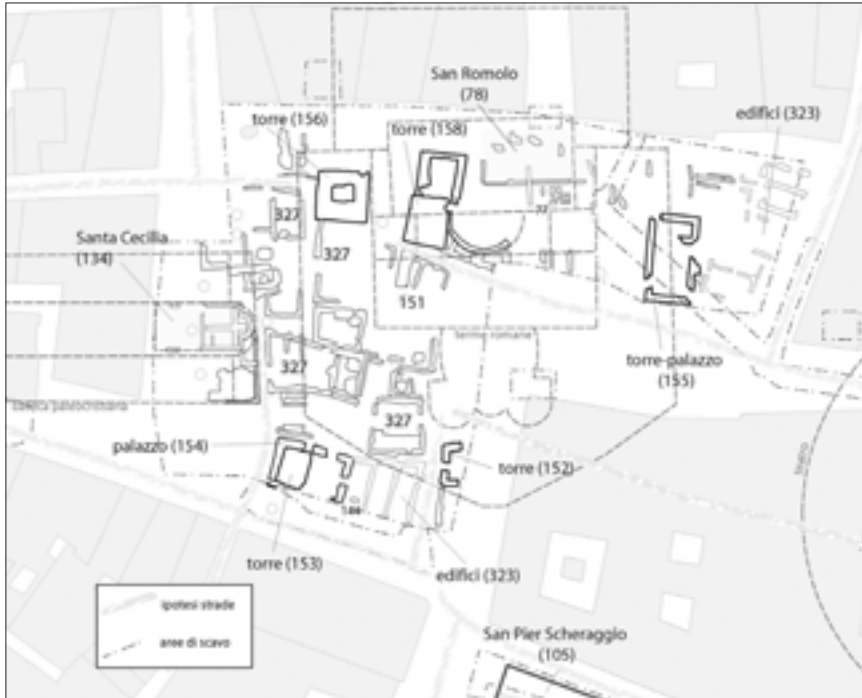 San Romolo
(78)
edifici (323)
torre (156)
torre (158)
327
327
Santa Cecilia
(134)
151
terme romane
torre-palazzo
(155)
327
327
palazzo (154)
torre (152)
teatro
torre (153)
edifici (323)
ipotesi strade
aree di scavo
San Pier Scheraggio
(105)